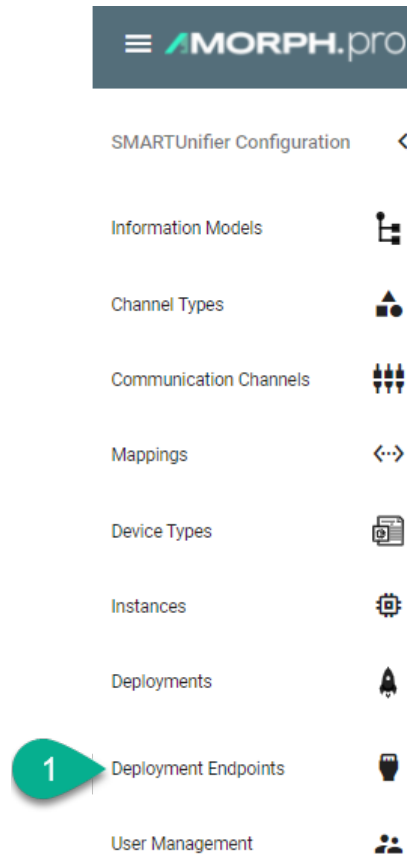 AMORPH.pro
SMARTUnifier Configuration
Information Models
Channel Types
Communication Channels
Mappings
Device Types
Instances
Deployments
1 Deployment Endpoints
User Management